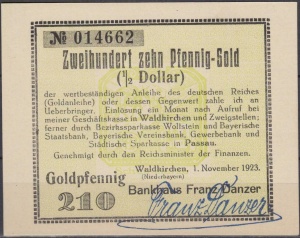 № 014662
Zweihundert zehn Pfennig-Gold
(1/2 Dollar)
der wertbeständigen Anleihe des deutschen Reiches
(Goldanleihe) oder dessen Gegenwert zahle ich an
Ueberbringer. Einlösung ein Monat nach Aufruf bei
meiner Geschäftskasse in Waldkirchen und Zweigstellen;
ferner durch Bezirkssparkasse Wolfstein und Bayerische
Staatsbank, Bayerische Vereinsbank, Gewerbebank und
Städtische Sparkasse in Passau.
Genehmigt durch den Reichsminister der Finanzen.
Waldkirchen, 1. November 1923.
(Niederbayern)
Goldpfennig
210
Bankhaus Franz Danzer
Franz Danzer